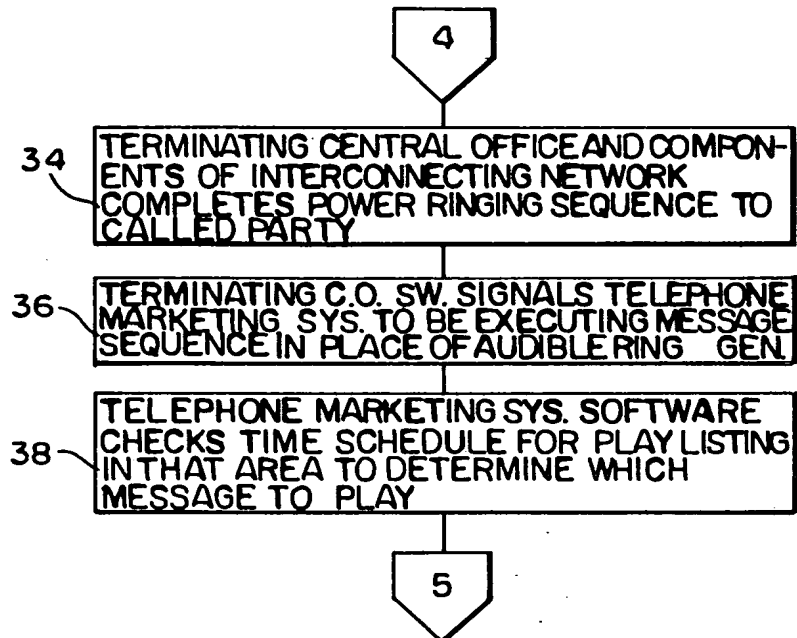 4
34
TERMINATING CENTRAL OFFICE AND COMPON-
ENTS OF INTERCONNECTING NETWORK
COMPLETES POWER RINGING SEQUENCE TO
CALLED PARTY
36
TERMINATING C.O. SW. SIGNALS TELEPHONE
MARKETING SYS. TO BE EXECUTING MESSAGE
SEQUENCE IN PLACE OF AUDIBLE RING GEN.
38
TELEPHONE MARKETING SYS. SOFTWARE
CHECKS TIME SCHEDULE FOR PLAY LISTING
IN THAT AREA TO DETERMINE WHICH
MESSAGE TO PLAY
5